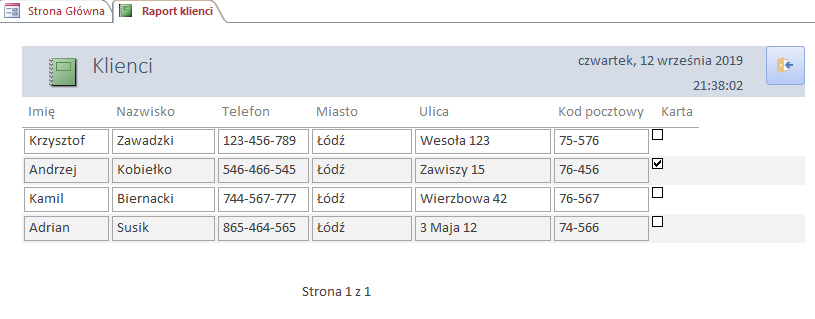 Strona Główna Raport klienci
Klienci czwartek, 12 września 2019
21:38:02
Imię Nazwisko Telefon Miasto Ulica Kod pocztowy Karta
Krzysztof Zawadzki 123-456-789 Łódź Wesoła 123 75-576
Andrzej Kobiełko 546-466-545 Łódź Zawiszy 15 76-456
Kamil Biernacki 744-567-777 Łódź Wierzbowa 42 76-567
Adrian Susik 865-464-565 Łódź 3 Maja 12 74-566
Strona 1 z 1